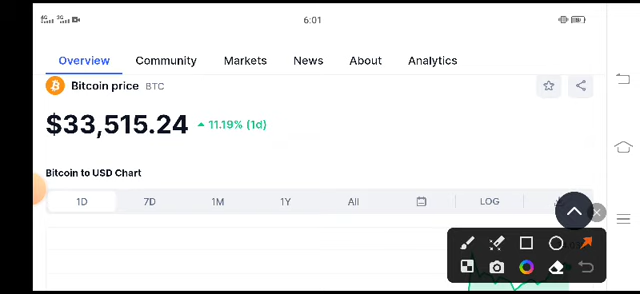 6:01
Overview Community Markets News About Analytics
Bitcoin price BTC
$33,515.24 11.19% (1d)
Bitcoin to USD Chart
1D 7D 1M 1Y All LOG